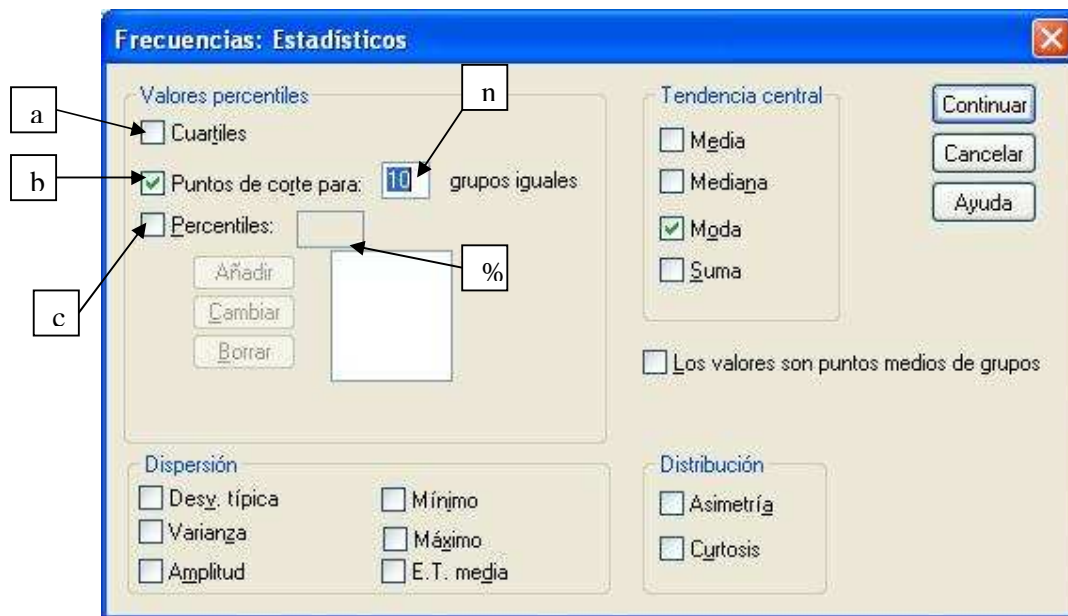 Frecuencias: Estadísticos
a
b
c
n
%
Valores percentiles
Cuartiles
Puntos de corte para: 10 grupos iguales
Percentiles:
Añadir
Cambiar
Borrar
Tendencia central
Media
Mediana
Moda
Suma
Continuar
Cancelar
Ayuda
Los valores son puntos medios de grupos
Dispersión
Desv. típica
Varianza
Amplitud
Mínimo
Máximo
E.T. media
Distribución
Asimetría
Curtosis